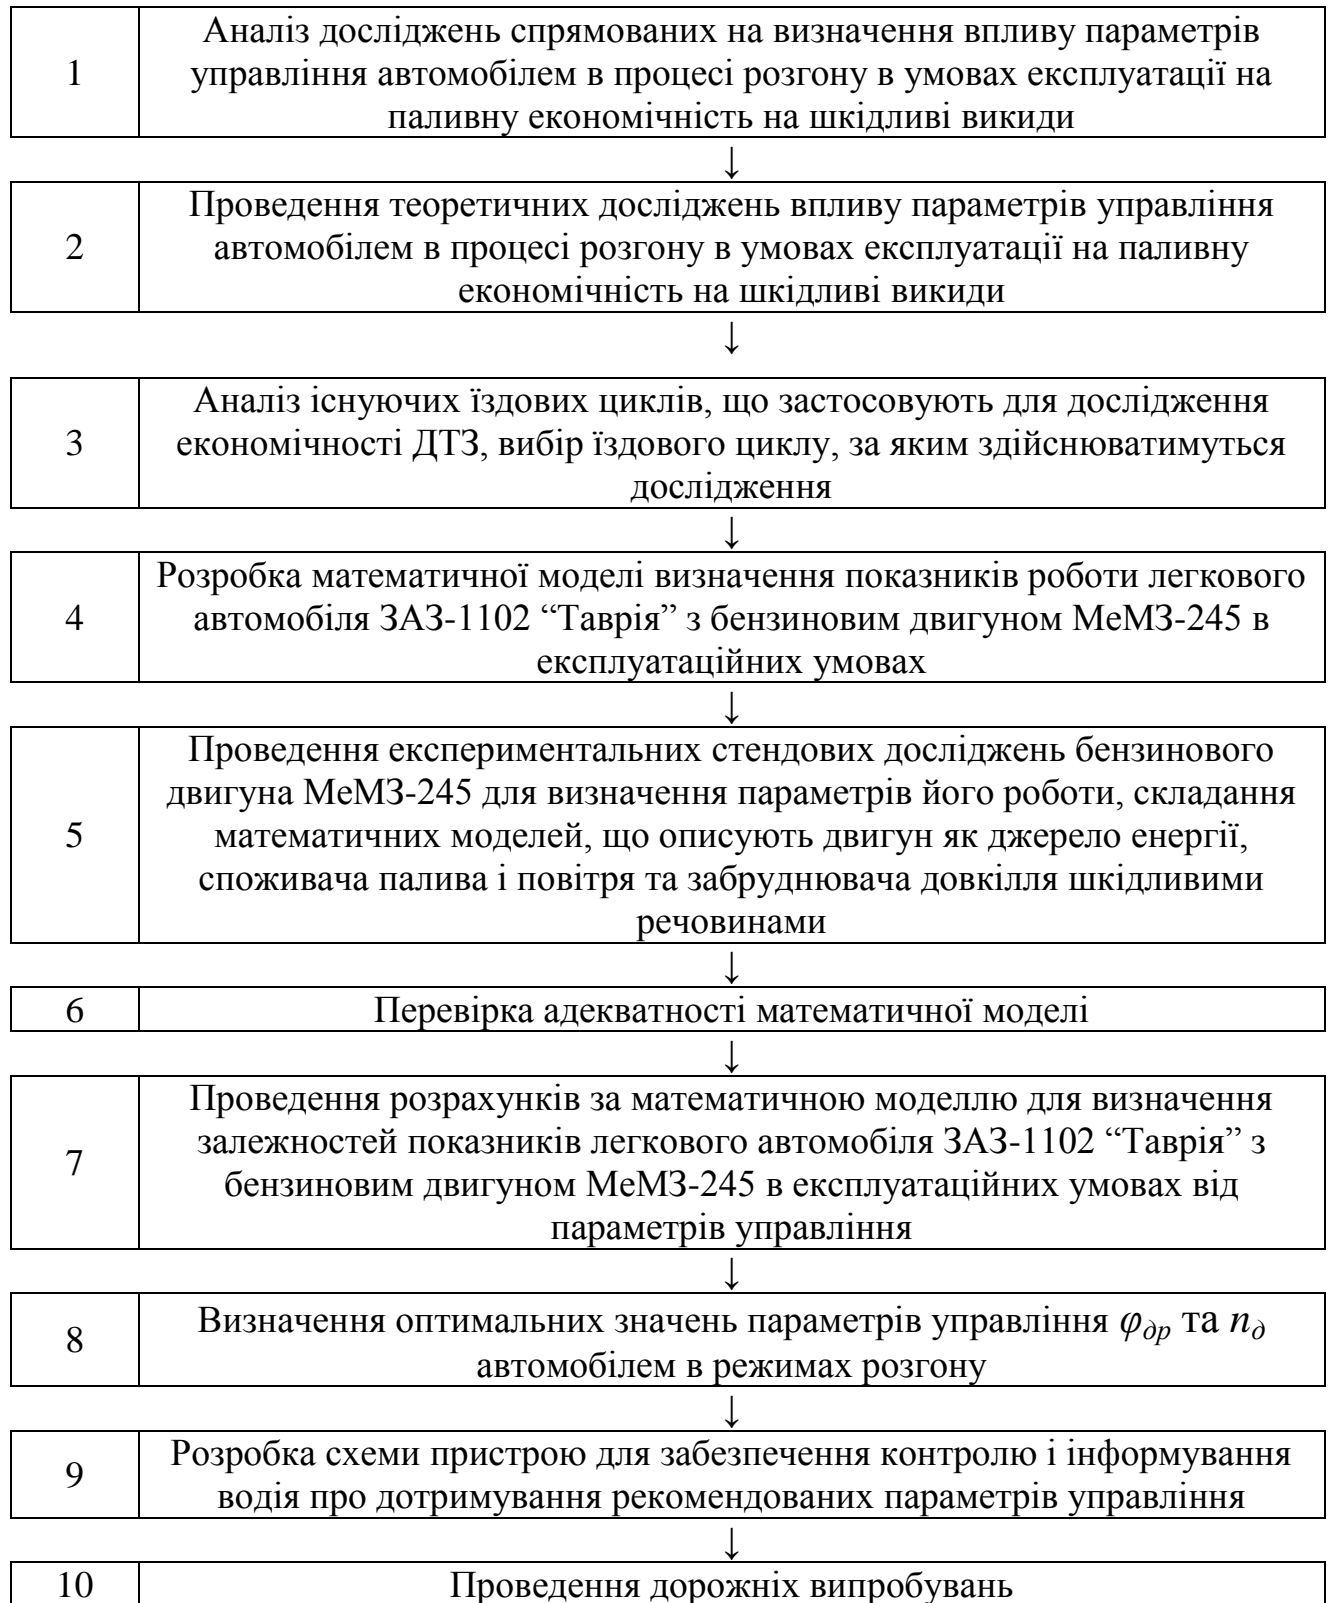 1
Аналіз досліджень спрямованих на визначення впливу параметрів
управління автомобілем в процесі розгону в умовах експлуатації на
паливну економічність на шкідливі викиди
↓
2
Проведення теоретичних досліджень впливу параметрів управління
автомобілем в процесі розгону в умовах експлуатації на паливну
економічність на шкідливі викиди
↓
3
Аналіз існуючих їздових циклів, що застосовують для дослідження
економічності ДТЗ, вибір їздового циклу, за яким здійснюватимуться
дослідження
↓
4
Розробка математичної моделі визначення показників роботи легкового
автомобіля ЗАЗ-1102 “Таврія” з бензиновим двигуном МеМЗ-245 в
експлуатаційних умовах
↓
5
Проведення експериментальних стендових досліджень бензинового
двигуна МеМЗ-245 для визначення параметрів його роботи, складання
математичних моделей, що описують двигун як джерело енергії,
споживача палива і повітря та забруднювача довкілля шкідливими
речовинами
↓
6
Перевірка адекватності математичної моделі
↓
7
Проведення розрахунків за математичною моделлю для визначення
залежностей показників легкового автомобіля ЗАЗ-1102 “Таврія” з
бензиновим двигуном МеМЗ-245 в експлуатаційних умовах від
параметрів управління
↓
8
Визначення оптимальних значень параметрів управління φдр та nд
автомобілем в режимах розгону
↓
9
Розробка схеми пристрою для забезпечення контролю і інформування
водія про дотримування рекомендованих параметрів управління
↓
10
Проведення дорожніх випробувань